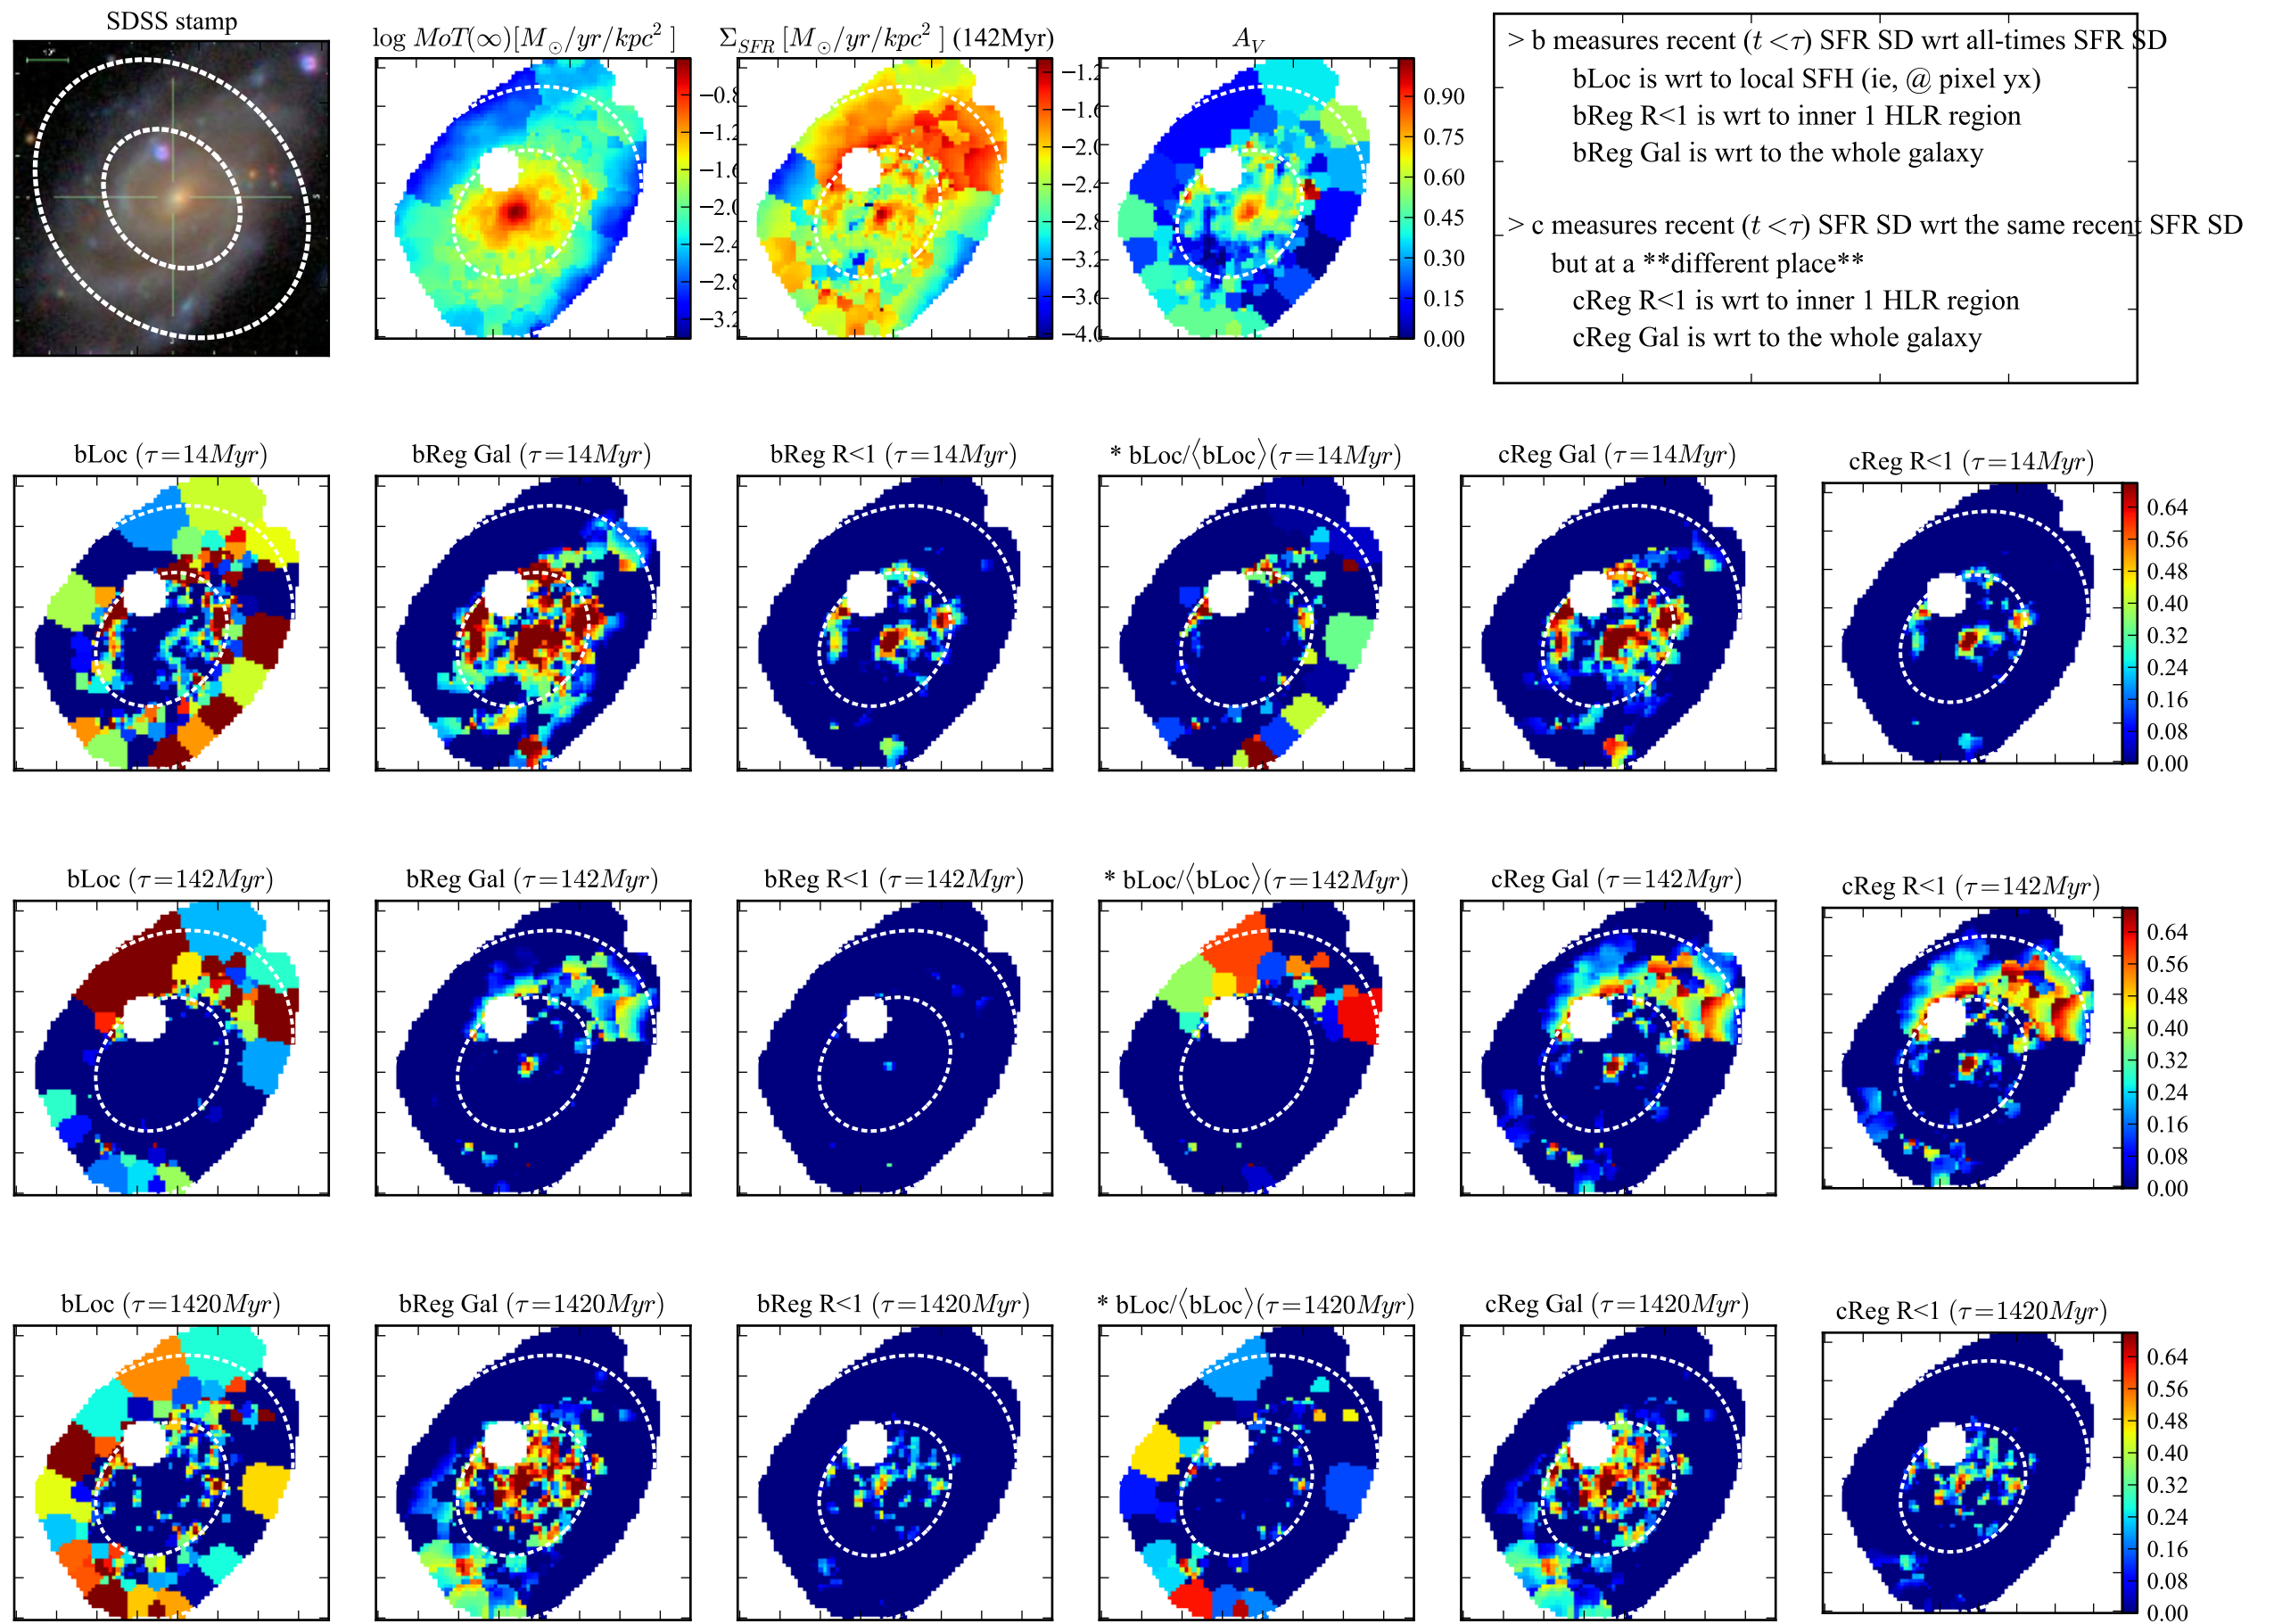 SDSS stamp
log MoT(∞)[M⊙/yr/kpc² ]
Σ_SFR [M⊙/yr/kpc² ] (142Myr)
A_V
−0.8
−1.2
−1.6
−2.0
−2.4
−2.8
−3.2
−1.2
−2.0
−2.4
−2.8
−3.2
−3.6
−4.0
0.90
0.75
0.60
0.45
0.30
0.15
0.00
> b measures recent (t <τ) SFR SD wrt all-times SFR SD
bLoc is wrt to local SFH (ie, @ pixel yx)
bReg R<1 is wrt to inner 1 HLR region
bReg Gal is wrt to the whole galaxy
> c measures recent (t <τ) SFR SD wrt the same recent SFR SD
but at a **different place**
cReg R<1 is wrt to inner 1 HLR region
cReg Gal is wrt to the whole galaxy
bLoc (τ=14Myr)
bReg Gal (τ=14Myr)
bReg R<1 (τ=14Myr)
* bLoc/⟨bLoc⟩(τ=14Myr)
cReg Gal (τ=14Myr)
cReg R<1 (τ=14Myr)
0.64
0.56
0.48
0.40
0.32
0.24
0.16
0.08
0.00
bLoc (τ=142Myr)
bReg Gal (τ=142Myr)
bReg R<1 (τ=142Myr)
* bLoc/⟨bLoc⟩(τ=142Myr)
cReg Gal (τ=142Myr)
cReg R<1 (τ=142Myr)
0.64
0.56
0.48
0.40
0.32
0.24
0.16
0.08
0.00
bLoc (τ=1420Myr)
bReg Gal (τ=1420Myr)
bReg R<1 (τ=1420Myr)
* bLoc/⟨bLoc⟩(τ=1420Myr)
cReg Gal (τ=1420Myr)
cReg R<1 (τ=1420Myr)
0.64
0.56
0.48
0.40
0.32
0.24
0.16
0.08
0.00